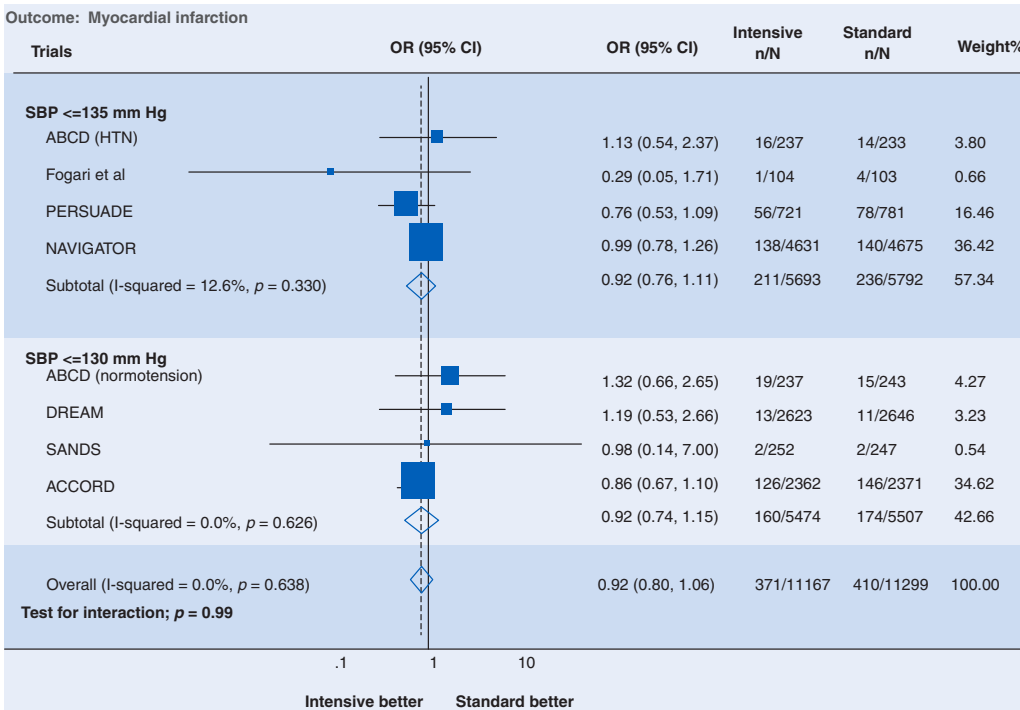 Outcome: Myocardial infarction
Trials OR (95% CI) OR (95% CI) Intensive n/N Standard n/N Weight%
SBP <=135 mm Hg
ABCD (HTN) 1.13 (0.54, 2.37) 16/237 14/233 3.80
Fogari et al 0.29 (0.05, 1.71) 1/104 4/103 0.66
PERSUADE 0.76 (0.53, 1.09) 56/721 78/781 16.46
NAVIGATOR 0.99 (0.78, 1.26) 138/4631 140/4675 36.42
Subtotal (I-squared = 12.6%, p = 0.330) 0.92 (0.76, 1.11) 211/5693 236/5792 57.34
SBP <=130 mm Hg
ABCD (normotension) 1.32 (0.66, 2.65) 19/237 15/243 4.27
DREAM 1.19 (0.53, 2.66) 13/2623 11/2646 3.23
SANDS 0.98 (0.14, 7.00) 2/252 2/247 0.54
ACCORD 0.86 (0.67, 1.10) 126/2362 146/2371 34.62
Subtotal (I-squared = 0.0%, p = 0.626) 0.92 (0.74, 1.15) 160/5474 174/5507 42.66
Overall (I-squared = 0.0%, p = 0.638) 0.92 (0.80, 1.06) 371/11167 410/11299 100.00
Test for interaction; p = 0.99
.1 1 10
Intensive better Standard better